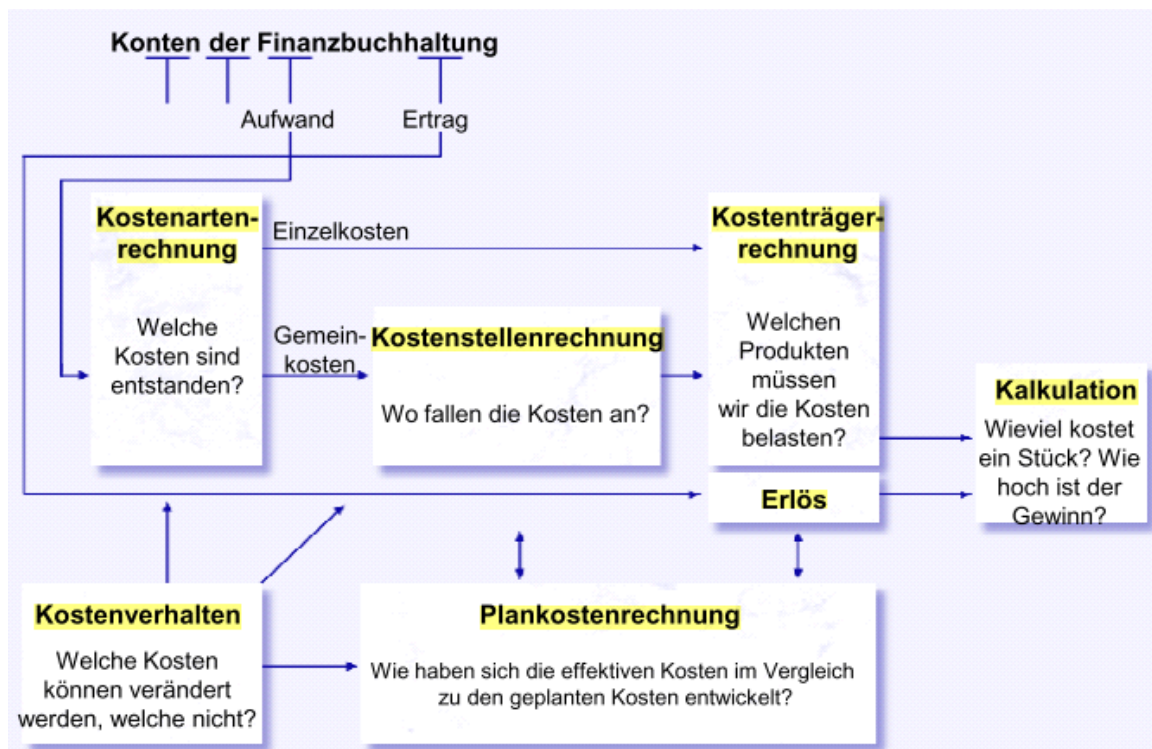 Konten der Finanzbuchhaltung
Aufwand
Ertrag
Kostenarten-
rechnung
Welche
Kosten sind
entstanden?
Einzelkosten
Gemein-
kosten
Kostenstellenrechnung
Wo fallen die Kosten an?
Kostenträger-
rechnung
Welchen
Produkten
müssen
wir die Kosten
belasten?
Erlös
Kalkulation
Wieviel kostet
ein Stück? Wie
hoch ist der
Gewinn?
Kostenverhalten
Welche Kosten
können verändert
werden, welche nicht?
Plankostenrechnung
Wie haben sich die effektiven Kosten im Vergleich
zu den geplanten Kosten entwickelt?